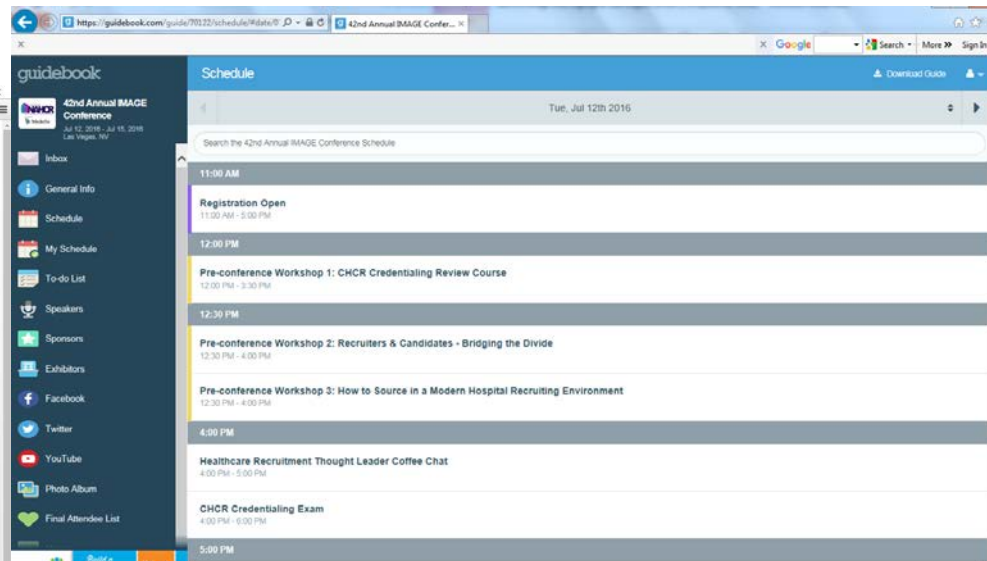 https://guidebook.com/guide/70122/schedule/#date/0
42nd Annual IMAGE Confer...
Google
Search
More »
Sign In
guidebook
Schedule
Download Guide
NAHCR
42nd Annual IMAGE
Conference
Jul 12, 2016 - Jul 15, 2016
Las Vegas, NV
Tue, Jul 12th 2016
Search the 42nd Annual IMAGE Conference Schedule
Inbox
General Info
Schedule
My Schedule
To-do List
Speakers
Sponsors
Exhibitors
Facebook
Twitter
YouTube
Photo Album
Final Attendee List
Build a
11:00 AM
Registration Open
11:00 AM - 5:00 PM
12:00 PM
Pre-conference Workshop 1: CHCR Credentialing Review Course
12:00 PM - 3:30 PM
12:30 PM
Pre-conference Workshop 2: Recruiters & Candidates - Bridging the Divide
12:30 PM - 4:00 PM
Pre-conference Workshop 3: How to Source in a Modern Hospital Recruiting Environment
12:30 PM - 4:00 PM
4:00 PM
Healthcare Recruitment Thought Leader Coffee Chat
4:00 PM - 5:00 PM
CHCR Credentialing Exam
4:00 PM - 6:00 PM
5:00 PM